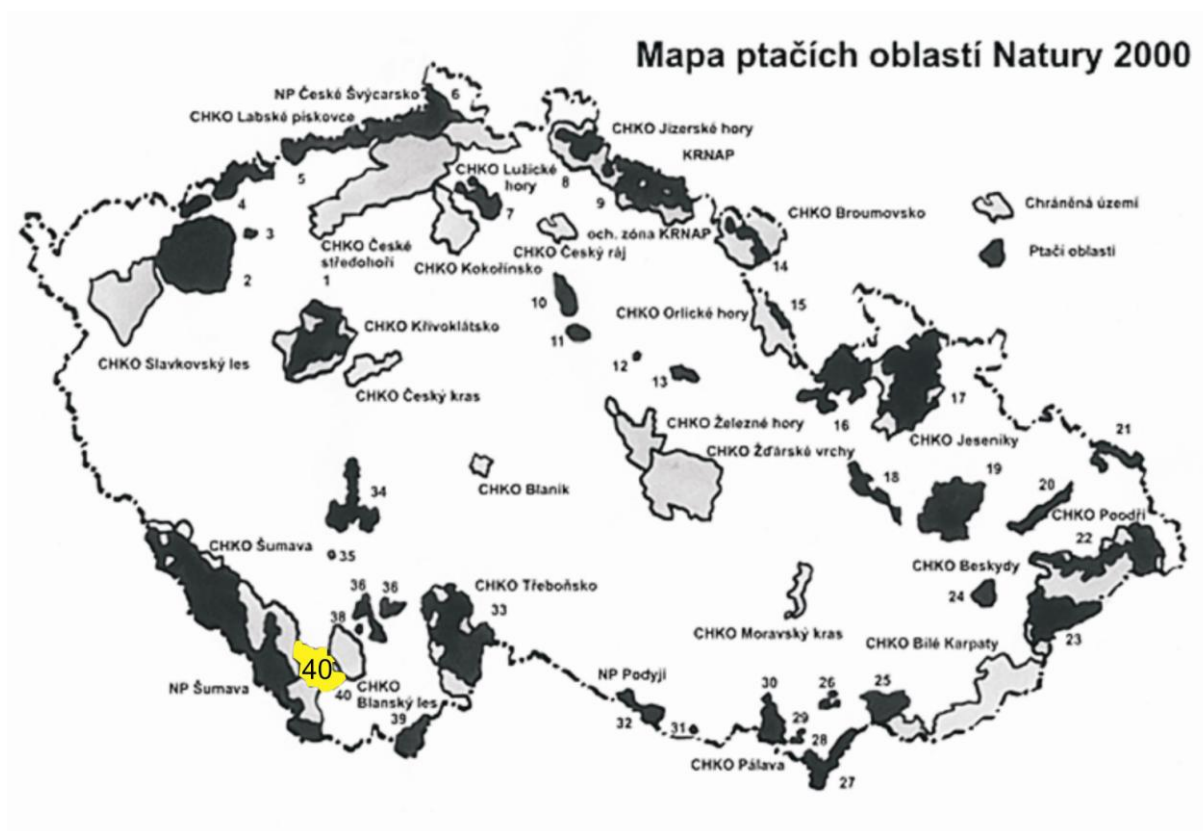 Mapa ptačích oblastí Natury 2000
NP České Švýcarsko
6
CHKO Labské pískovce
CHKO Jizerské hory
KRNAP
5
CHKO Lužické
hory
8
4
9
7
Chráněná území
CHKO Broumovsko
3
och. zóna KRNAP
CHKO České
středohoří
CHKO Český ráj
Ptačí oblasti
CHKO Kokořínsko
14
2
1
10
15
CHKO Orlické hory
CHKO Křivoklátsko
11
CHKO Slavkovský les
12
13
CHKO Český kras
17
16
CHKO Železné hory
CHKO Jeseníky
21
CHKO Žďárské vrchy
19
18
CHKO Blaník
20
34
CHKO Poodří
22
CHKO Šumava
35
CHKO Beskydy
36
36
CHKO Třeboňsko
24
33
38
CHKO Moravský kras
CHKO Bílé Karpaty
23
40
NP Šumava
40
CHKO
Blanský les
NP Podyjí
30
26
25
39
32
31
29
28
CHKO Pálava
27